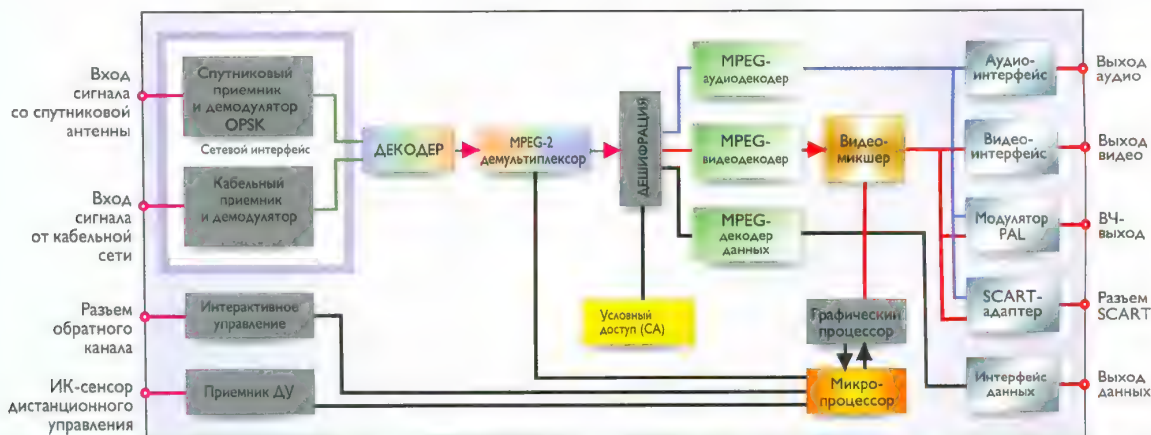 Вход
сигнала
со спутниковой
антенны
Вход
сигнала
от кабельной
сети
Разъем
обратного
канала
ИК-сенсор
дистанционного
управления
Спутниковый
приемник
и демодулятор
OPSK
Сетевой интерфейс
Кабельный
приемник
и демодулятор
Интерактивное
управление
Приемник ДУ
ДЕКОДЕР
MPEG-2
демультиплексор
ДЕШИФРАЦИЯ
Условный
доступ (СА)
MPEG-
аудиодекодер
MPEG-
видеодекодер
MPEG-
декодер
данных
Видео-
микшер
Графический
процессор
Микро-
процессор
Аудио-
интерфейс
Видео-
интерфейс
Модулятор
PAL
SCART-
адаптер
Интерфейс
данных
Выход
аудио
Выход
видео
ВЧ-
выход
Разъем
SCART
Выход
данных